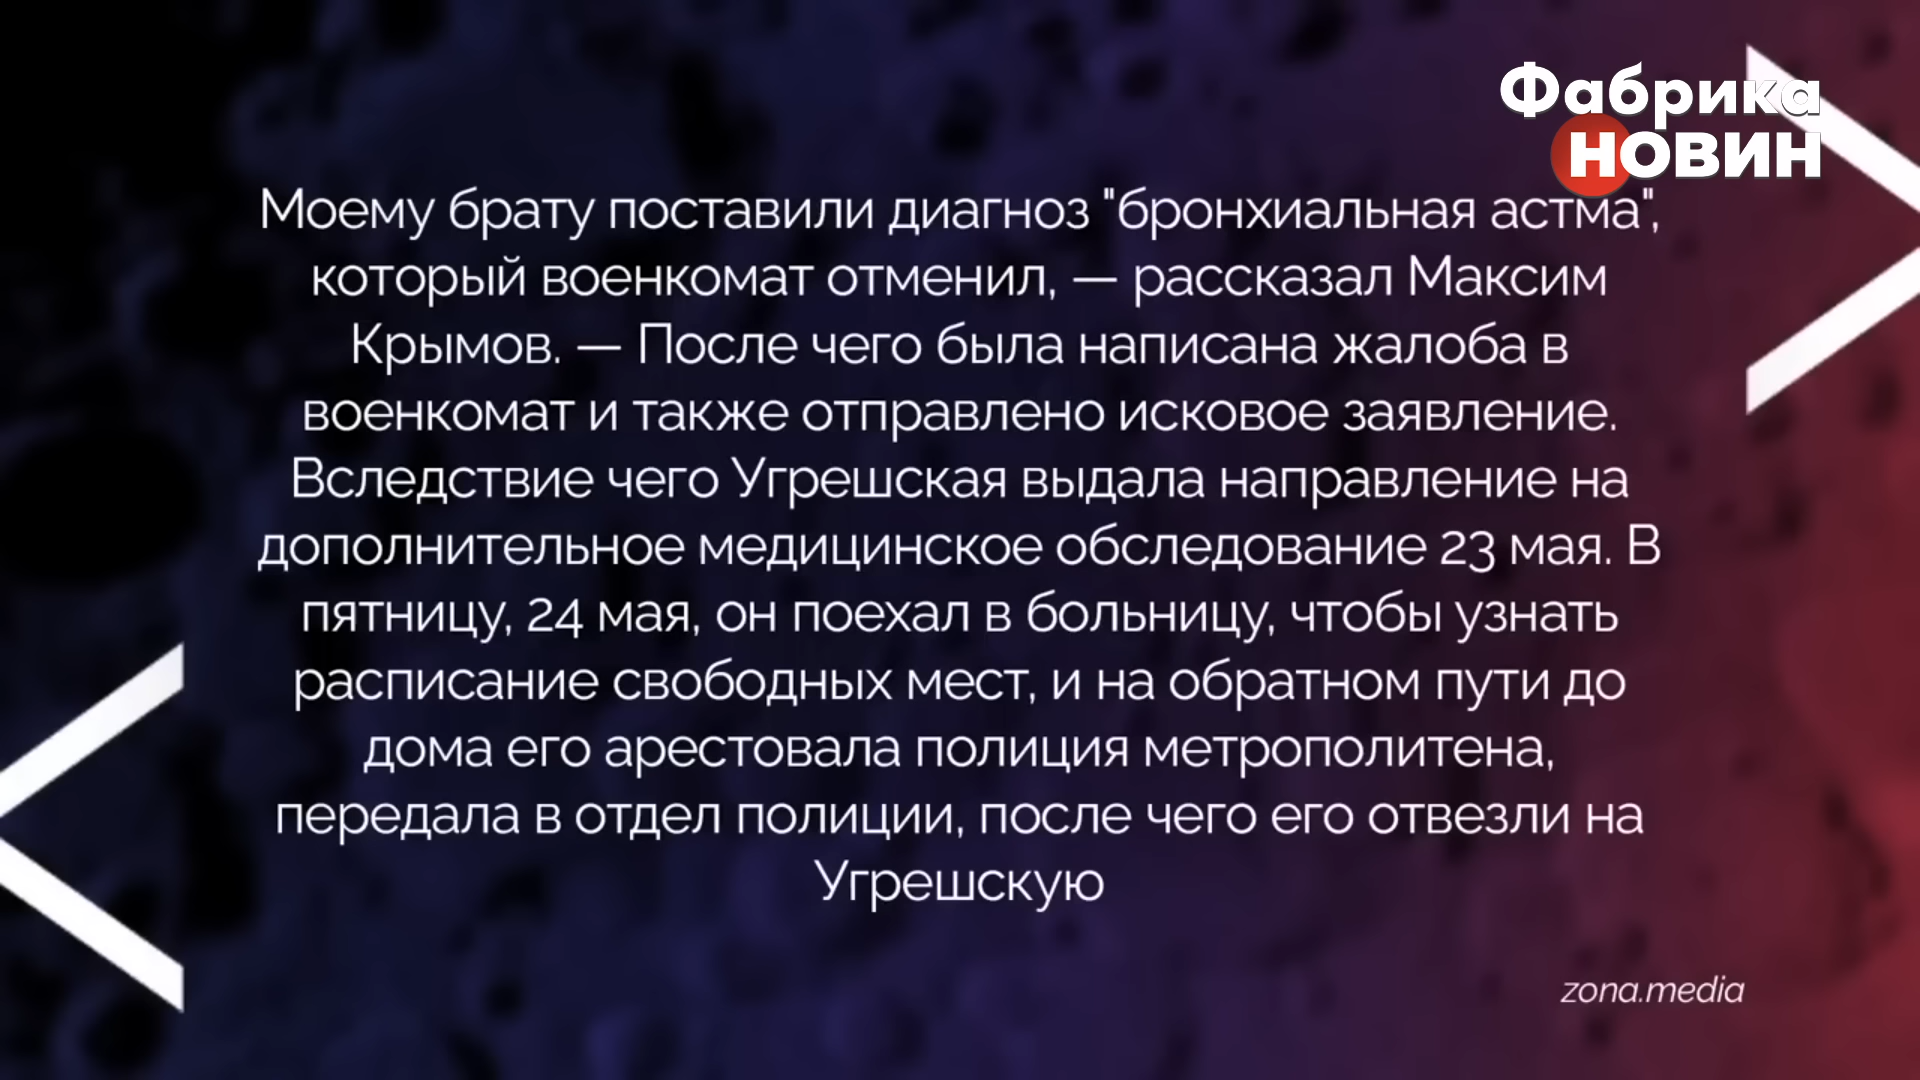 Фабрика
новин
Моему брату поставили диагноз "бронхиальная астма",
который военкомат отменил, — рассказал Максим
Крымов. — После чего была написана жалоба в
военкомат и также отправлено исковое заявление.
Вследствие чего Угрешская выдала направление на
дополнительное медицинское обследование 23 мая. В
пятницу, 24 мая, он поехал в больницу, чтобы узнать
расписание свободных мест, и на обратном пути до
дома его арестовала полиция метрополитена,
передала в отдел полиции, после чего его отвезли на
Угрешскую
zona.media